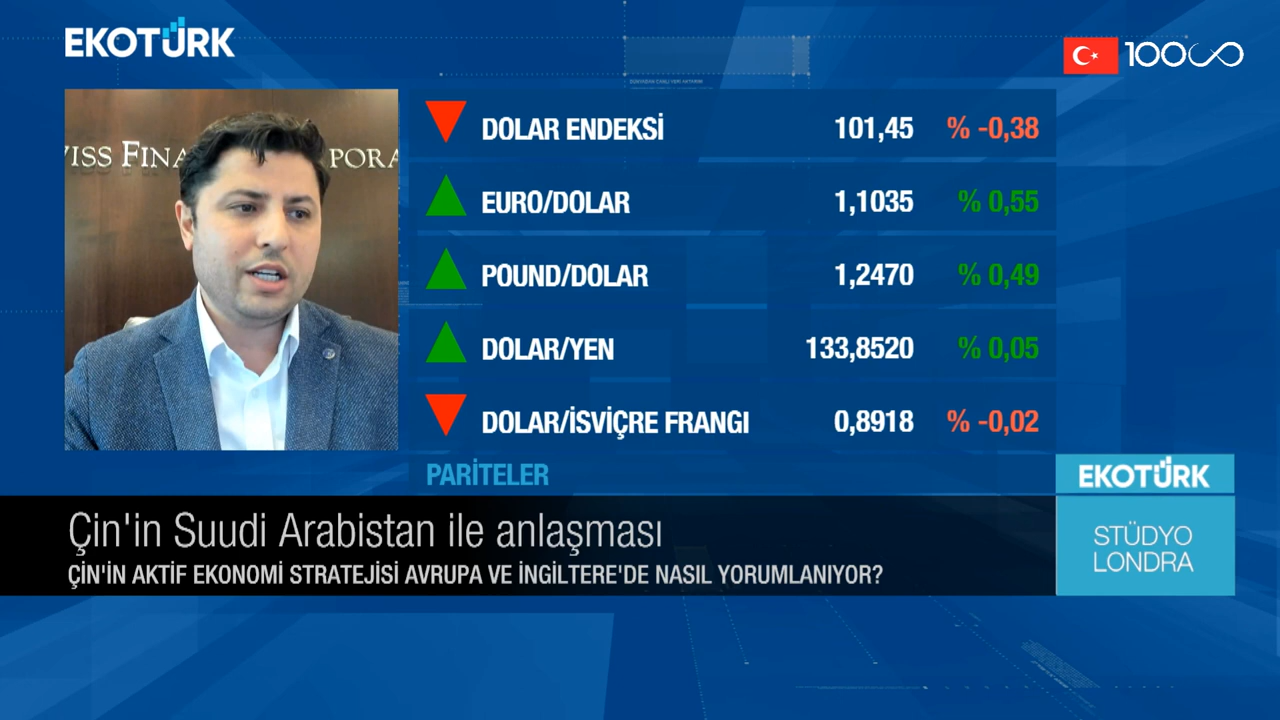 EKOTÜRK
100
VISS FINA
PORA
DOLAR ENDEKSİ 101,45 % -0,38
EURO/DOLAR 1,1035 % 0,55
POUND/DOLAR 1,2470 % 0,49
DOLAR/YEN 133,8520 % 0,05
DOLAR/İSVİÇRE FRANGI 0,8918 % -0,02
PARİTELER
EKOTÜRK
Çin'in Suudi Arabistan ile anlaşması
ÇİN'İN AKTİF EKONOMİ STRATEJİSİ AVRUPA VE İNGİLTERE'DE NASIL YORUMLANIYOR?
STÜDYO
LONDRA